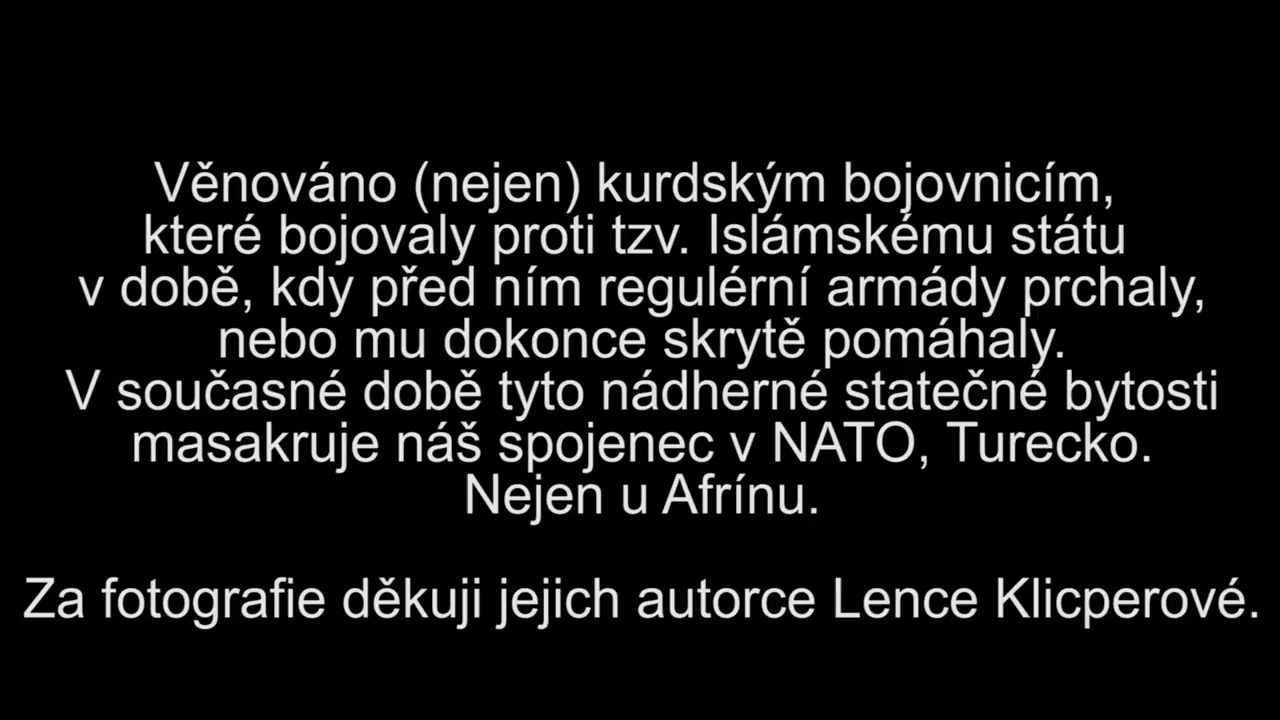 Věnováno (nejen) kurdským bojovnicím,
které bojovaly proti tzv. Islámskému státu
v době, kdy před ním regulérní armády prchaly,
nebo mu dokonce skrytě pomáhaly.
V současné době tyto nádherné statečné bytosti
masakruje náš spojenec v NATO, Turecko.
Nejen u Afrínu.
Za fotografie děkuji jejich autorce Lence Klicperové.